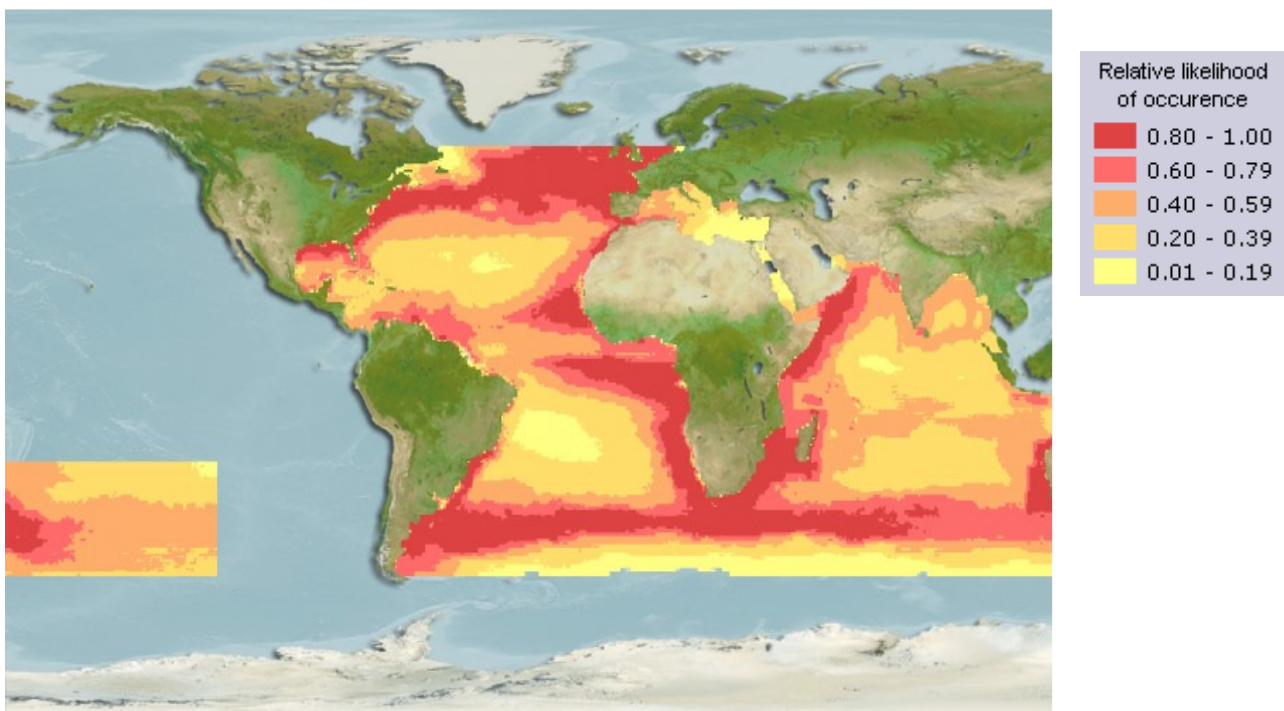 Relative likelihood
of occurence
0.80 - 1.00
0.60 - 0.79
0.40 - 0.59
0.20 - 0.39
0.01 - 0.19